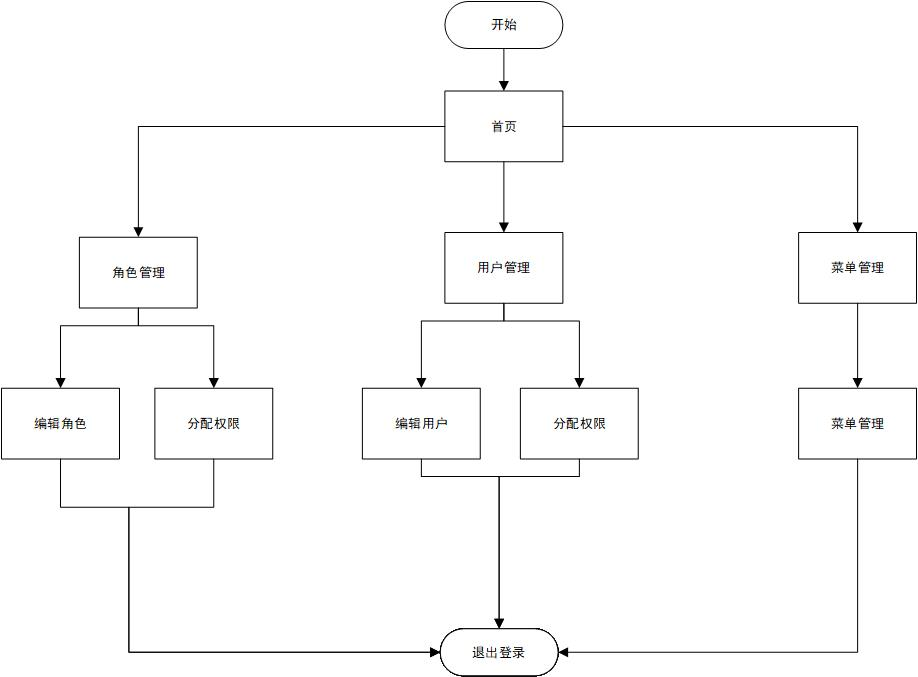 开始
首页
角色管理
用户管理
菜单管理
编辑角色
分配权限
编辑用户
分配权限
菜单管理
退出登录